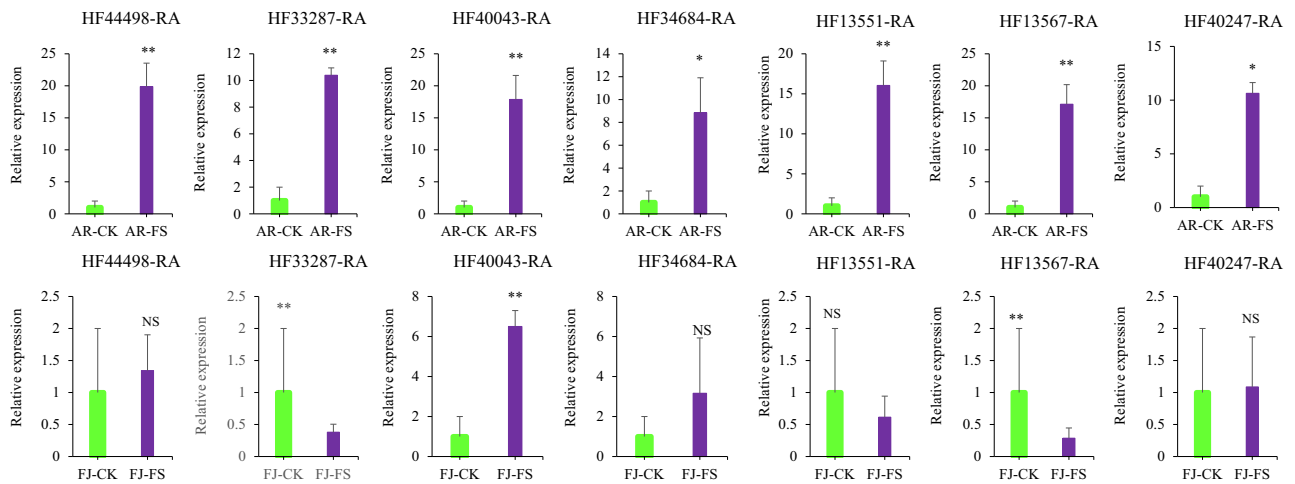 HF44498-RA
Relative expression
25
20
15
10
5
0
**
AR-CK AR-FS
HF33287-RA
Relative expression
12
10
8
6
4
2
0
**
AR-CK AR-FS
HF40043-RA
Relative expression
25
20
15
10
5
0
**
AR-CK AR-FS
HF34684-RA
Relative expression
14
12
10
8
6
4
2
0
*
AR-CK AR-FS
HF13551-RA
Relative expression
20
15
10
5
0
**
AR-CK AR-FS
HF13567-RA
Relative expression
25
20
15
10
5
0
**
AR-CK AR-FS
HF40247-RA
Relative expression
15
10
5
0
*
AR-CK AR-FS
HF44498-RA
Relative expression
2.5
2
1.5
1
0.5
0
NS
FJ-CK FJ-FS
HF33287-RA
Relative expression
2.5
2
1.5
1
0.5
0
**
FJ-CK FJ-FS
HF40043-RA
Relative expression
8
6
4
2
0
**
FJ-CK FJ-FS
HF34684-RA
Relative expression
8
6
4
2
0
NS
FJ-CK FJ-FS
HF13551-RA
Relative expression
2.5
2
1.5
1
0.5
0
NS
FJ-CK FJ-FS
HF13567-RA
Relative expression
2.5
2
1.5
1
0.5
0
**
FJ-CK FJ-FS
HF40247-RA
Relative expression
2.5
2
1.5
1
0.5
0
NS
FJ-CK FJ-FS